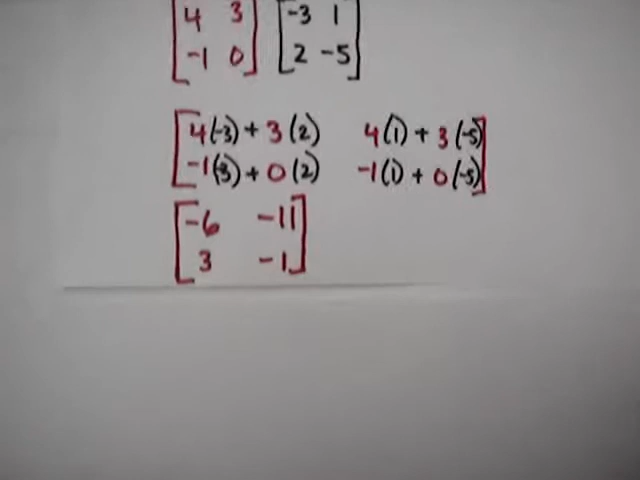 4 3 -3 1
-1 0 2 -5
4(-3) + 3(2) 4(1) + 3(-5)
-1(-3) + 0(2) -1(1) + 0(-5)
-6 -11
3 -1